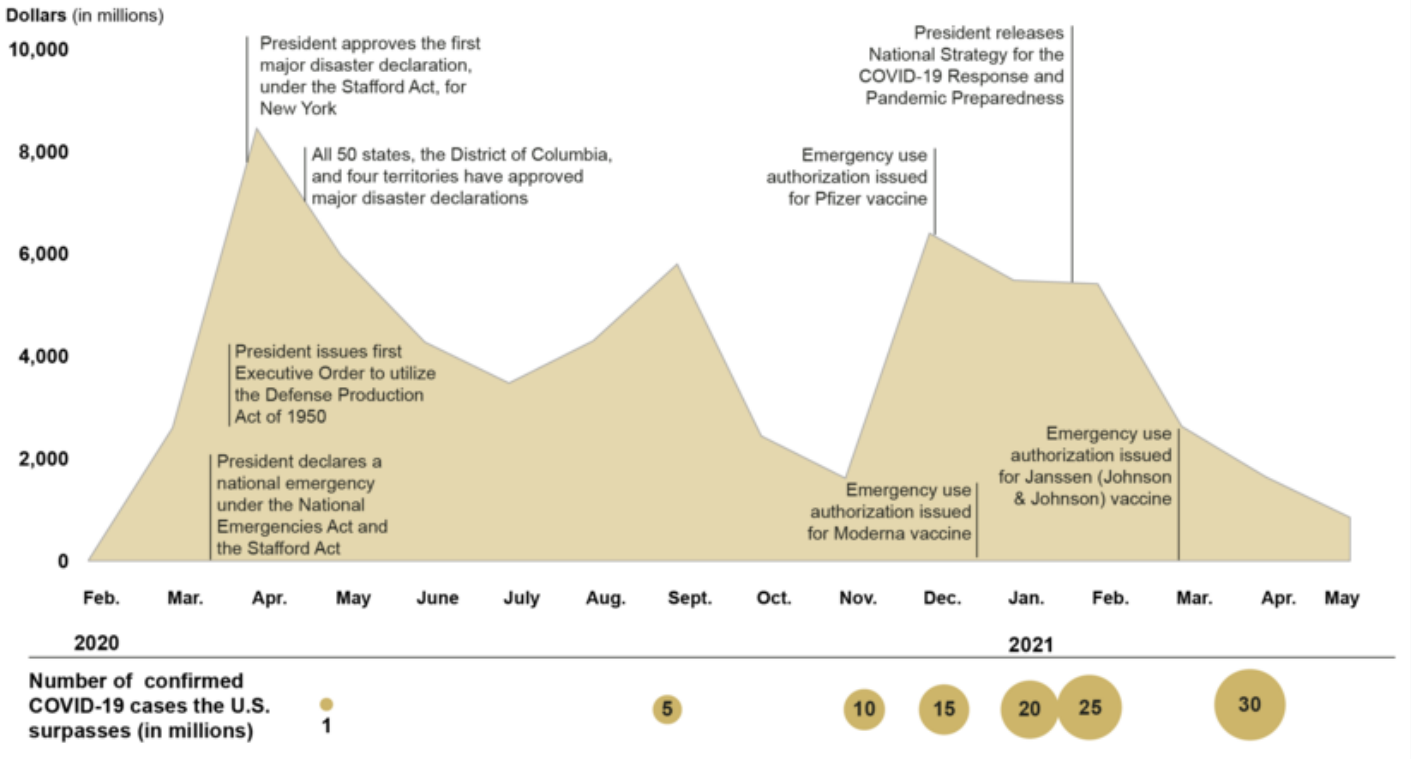 Dollars (in millions)
10,000
8,000
6,000
4,000
2,000
0
President approves the first
major disaster declaration,
under the Stafford Act, for
New York
All 50 states, the District of Columbia,
and four territories have approved
major disaster declarations
President issues first
Executive Order to utilize
the Defense Production
Act of 1950
President declares a
national emergency
under the National
Emergencies Act and
the Stafford Act
Emergency use
authorization issued
for Pfizer vaccine
Emergency use
authorization issued
for Moderna vaccine
President releases
National Strategy for the
COVID-19 Response and
Pandemic Preparedness
Emergency use
authorization issued
for Janssen (Johnson
& Johnson) vaccine
Feb. Mar. Apr. May June July Aug. Sept. Oct. Nov. Dec. Jan. Feb. Mar. Apr. May
2020 2021
Number of confirmed
COVID-19 cases the U.S.
surpasses (in millions)
1 5 10 15 20 25 30